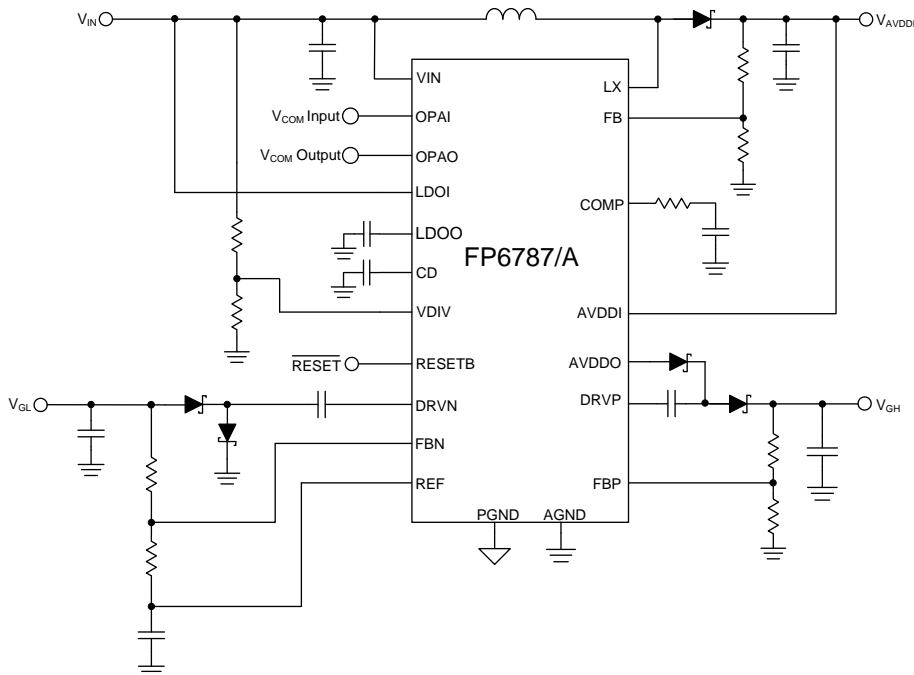 VIN
VAVDDI
VIN
LX
VCOM Input
OPAI
FB
VCOM Output
OPAO
LDOI
COMP
LDOO
FP6787/A
CD
VDIV
AVDDI
RESET
RESETB
AVDDO
VGL
DRVN
DRVP
VGH
FBN
REF
FBP
PGND
AGND